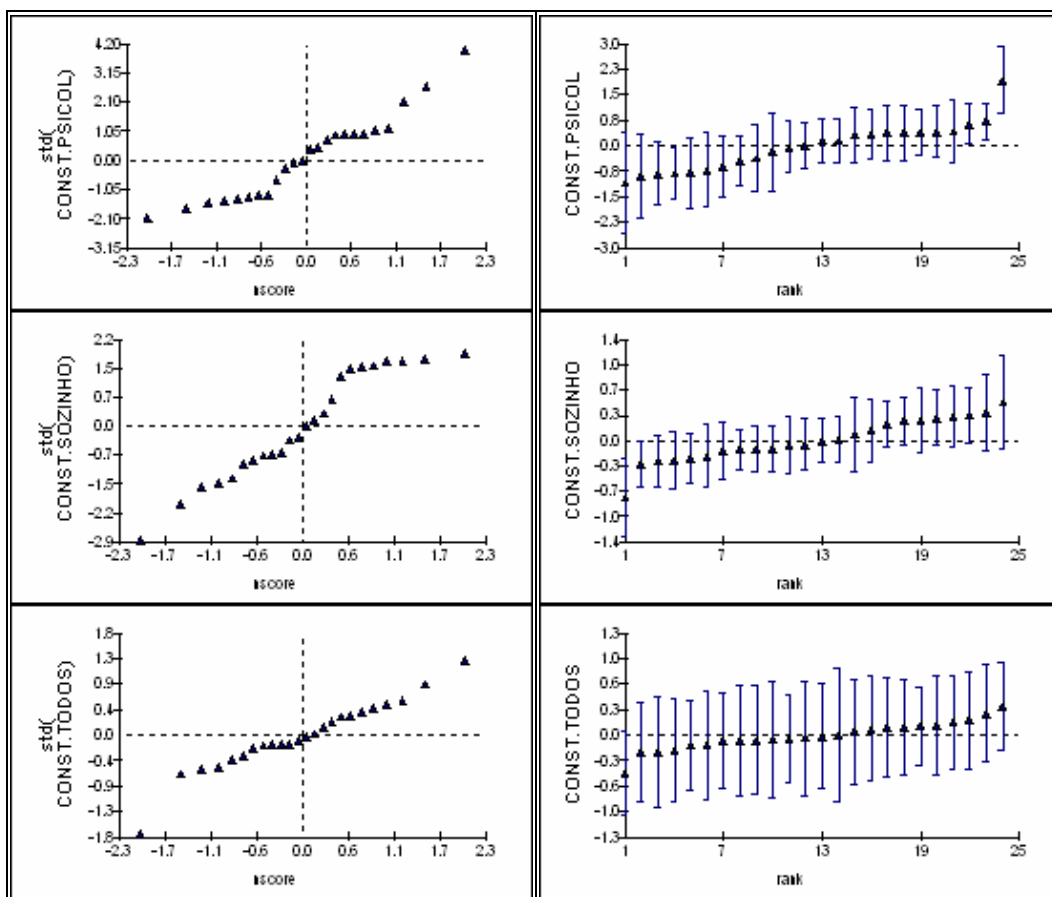 std(
CONST.PSICOL)
4.20
3.15
2.10
1.05
0.00
-1.05
-2.10
-3.15
-2.3 -1.7 -1.1 -0.6 0.0 0.6 1.1 1.7 2.3
nscore
CONST.PSICOL
3.0
2.3
1.5
0.8
0.0
-0.8
-1.5
-2.3
-3.0
1 7 13 19 25
rank
std(
CONST.SOZINHO)
2.2
1.5
0.7
0.0
-0.7
-1.5
-2.2
-2.9
-2.3 -1.7 -1.1 -0.6 0.0 0.6 1.1 1.7 2.3
nscore
CONST.SOZINHO
1.4
1.0
0.7
0.3
0.0
-0.3
-0.7
-1.0
-1.4
1 7 13 19 25
rank
std(
CONST.TODOS)
1.8
1.3
0.9
0.4
0.0
-0.4
-0.9
-1.3
-1.8
-2.3 -1.7 -1.1 -0.6 0.0 0.6 1.1 1.7 2.3
nscore
CONST.TODOS
1.3
1.0
0.6
0.3
0.0
-0.3
-0.6
-1.0
-1.3
1 7 13 19 25
rank